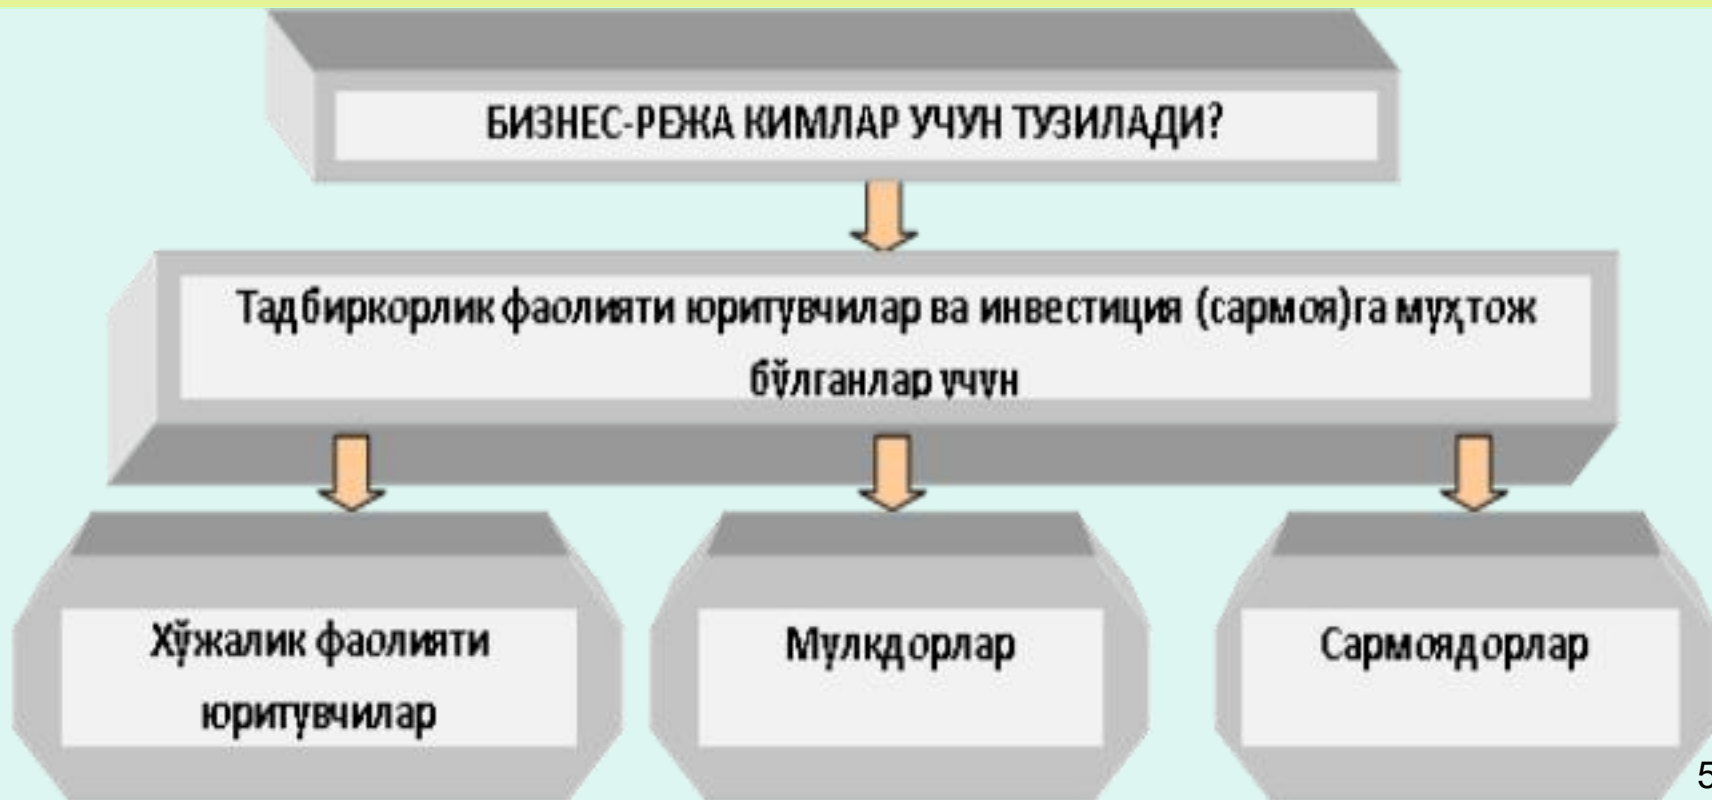 БИЗНЕС-РЕЖА КИМЛАР УЧУН ТУЗИЛАДИ?
Тадбиркорлик фаолияти юритувчилар ва инвестиция (сармоя)га муҳтож
бўлганлар учун
Хўжалик фаолияти
юритувчилар
Мулкдорлар
Сармоядорлар
5